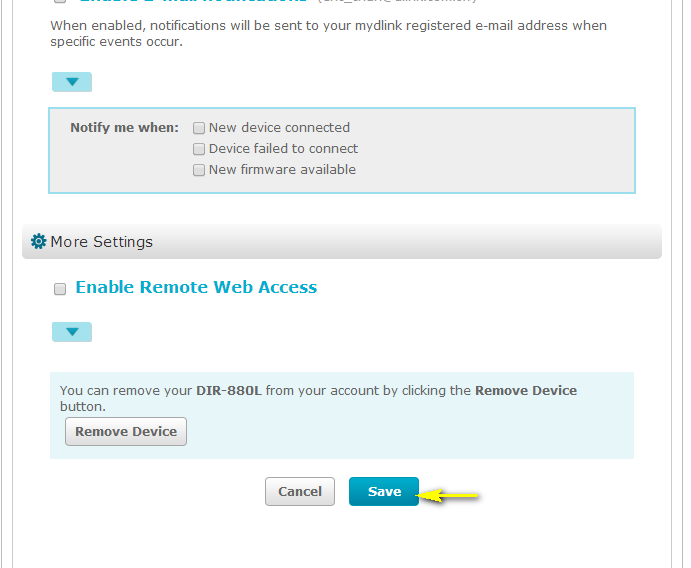 When enabled, notifications will be sent to your mydlink registered e-mail address when
specific events occur.
Notify me when:
New device connected
Device failed to connect
New firmware available
More Settings
Enable Remote Web Access
You can remove your DIR-880L from your account by clicking the Remove Device
button.
Remove Device
Cancel
Save